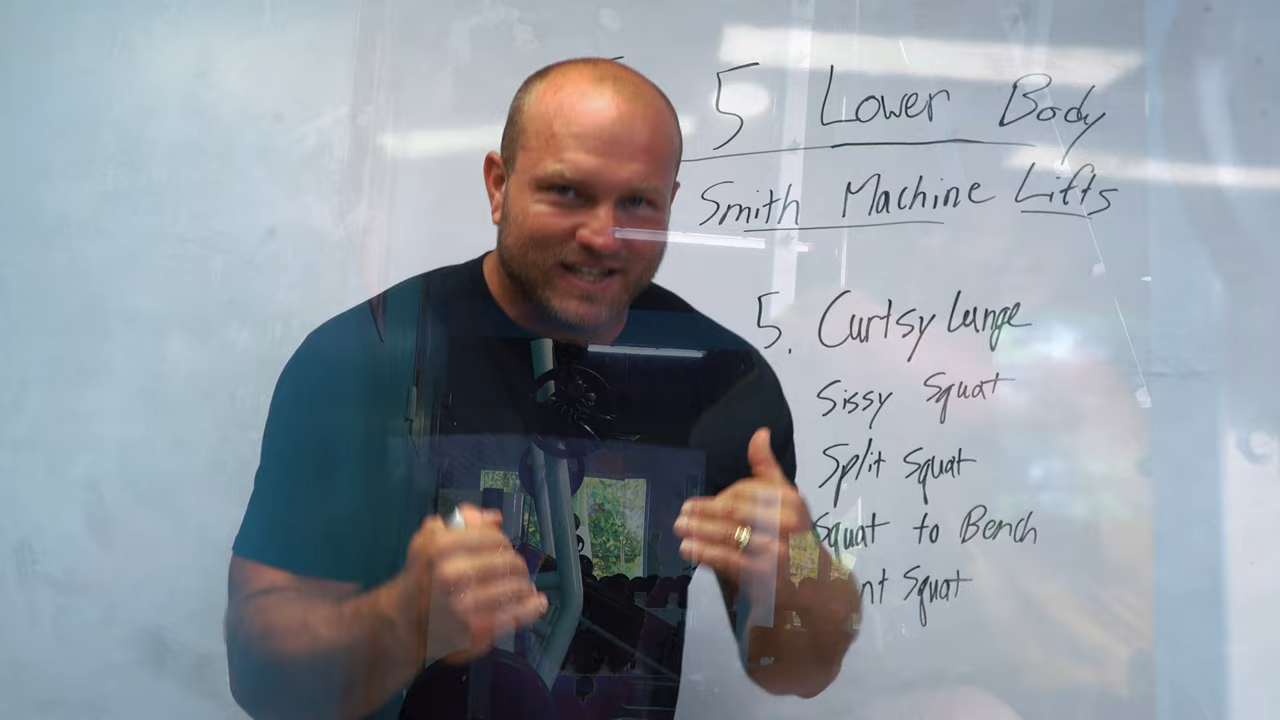 5 Lower Body
Smith Machine Lifts
5. Curtsy Lunge
Sissy Squat
Split Squat
Squat to Bench
nt Squat